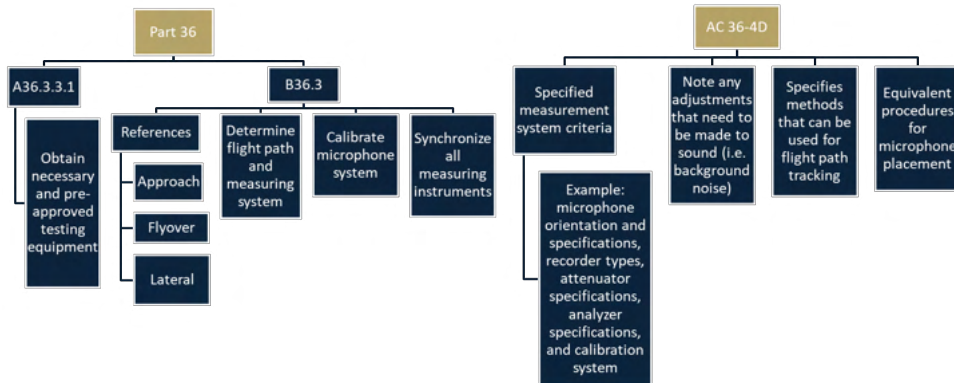 Part 36
A36.3.3.1
Obtain
necessary
and pre-
approved
testing
equipment
B36.3
References
Approach
Flyover
Lateral
Determine
flight path
and
measuring
system
Calibrate
microphone
system
Synchronize
all
measuring
instruments
AC 36-4D
Specified
measurement
system criteria
Example:
microphone
orientation and
specifications,
recorder types,
attenuator
specifications,
analyzer
specifications,
and calibration
system
Note any
adjustments
that need to
be made to
sound (i.e.
background
noise)
Specifies
methods
that can be
used for
flight path
tracking
Equivalent
procedures
for
microphone
placement